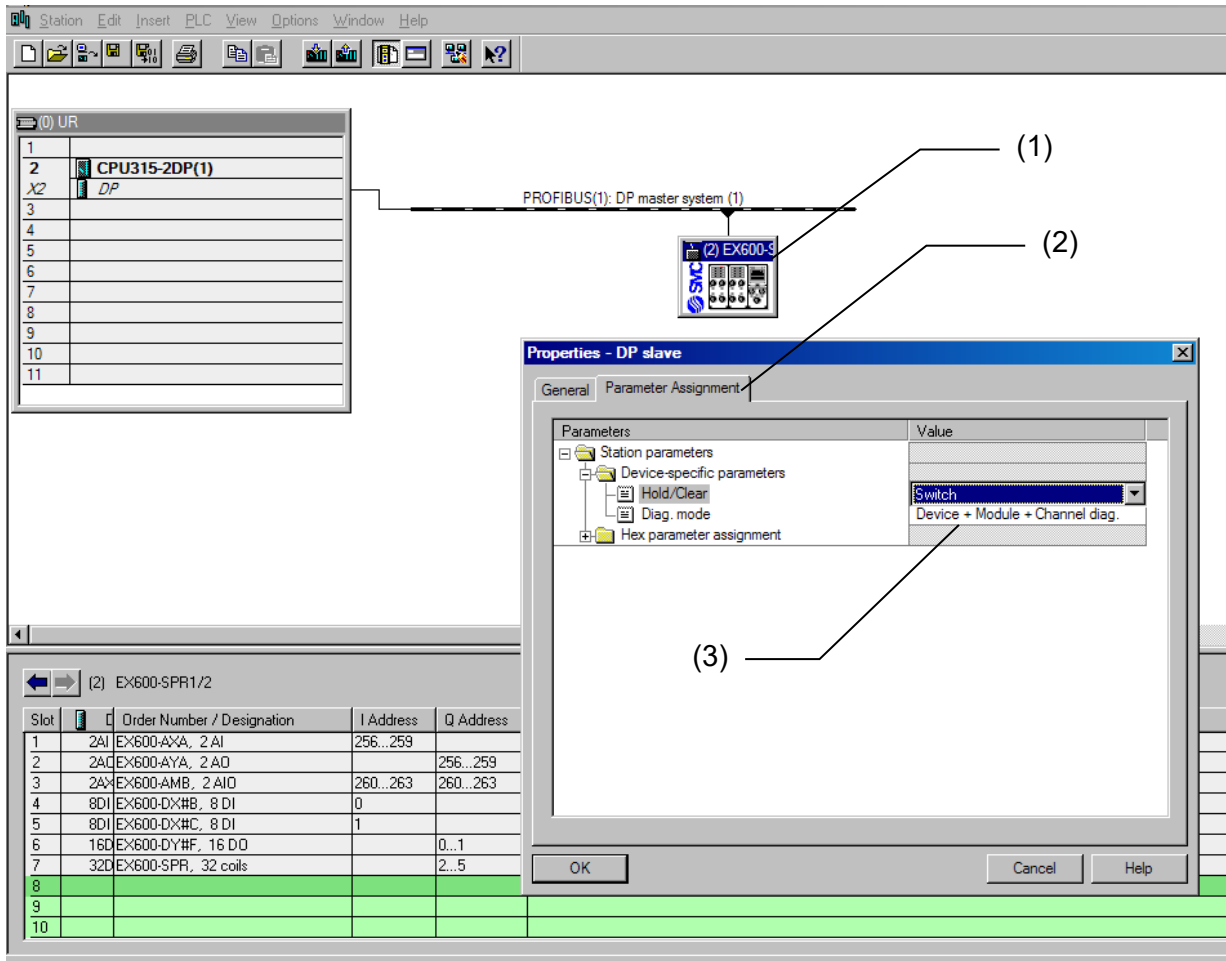 Station Edit Insert PLC View Options Window Help
(0) UR
1
2 CPU315-2DP(1)
X2 DP
3
4
5
6
7
8
9
10
11
PROFIBUS(1): DP master system (1)
(2) EX600-S
SMC
(1)
(2)
Properties - DP slave
General Parameter Assignment
Parameters Value
Station parameters
Device-specific parameters
Hold/Clear Switch
Diag. mode Device + Module + Channel diag.
Hex parameter assignment
(3)
OK Cancel Help
(2) EX600-SPR1/2
Slot D Order Number / Designation I Address Q Address
1 2AI EX600-AXA, 2 AI 256...259
2 2AO EX600-AYA, 2 AO 256...259
3 2AX EX600-AMB, 2 AIO 260...263 260...263
4 8DI EX600-DX#B, 8 DI 0
5 8DI EX600-DX#C, 8 DI 1
6 16D EX600-DY#F, 16 DO 0...1
7 32D EX600-SPR, 32 coils 2...5
8
9
10